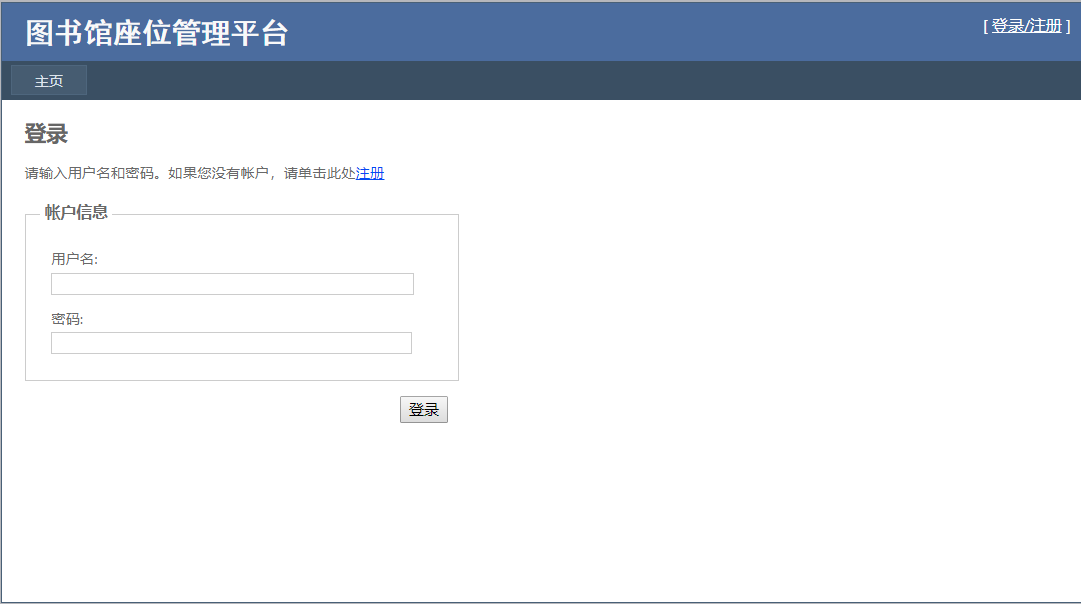 图书馆座位管理平台
[ 登录/注册 ]
主页
登录
请输入用户名和密码。如果您没有帐户，请单击此处注册
帐户信息
用户名:
密码:
登录